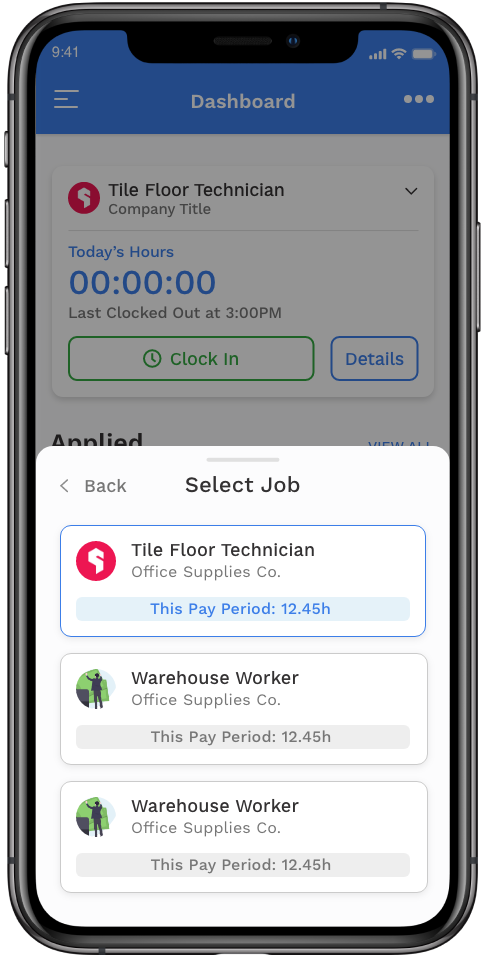 9:41
Dashboard
Tile Floor Technician
Company Title
Today's Hours
00:00:00
Last Clocked Out at 3:00PM
Clock In
Details
Applied
VIEW ALL
Back
Select Job
Tile Floor Technician
Office Supplies Co.
This Pay Period: 12.45h
Warehouse Worker
Office Supplies Co.
This Pay Period: 12.45h
Warehouse Worker
Office Supplies Co.
This Pay Period: 12.45h